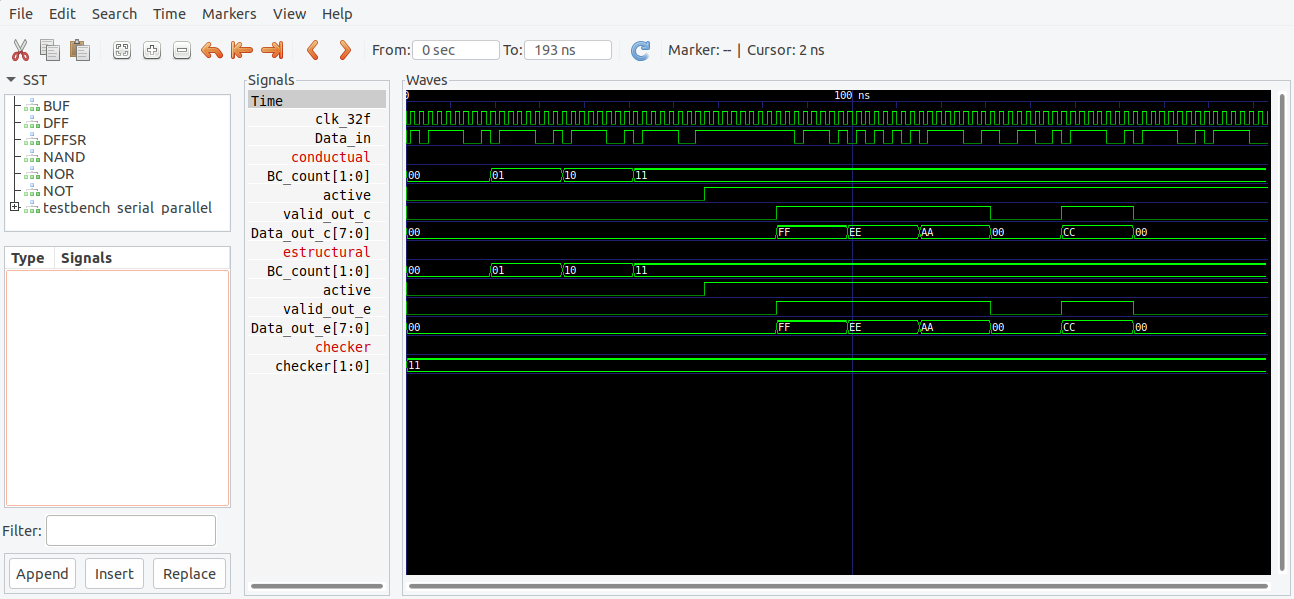 File Edit Search Time Markers View Help
From: 0 sec To: 193 ns Marker: -- | Cursor: 2 ns
SST
BUF
DFF
DFFSR
NAND
NOR
NOT
testbench serial parallel
Type Signals
Filter:
Append Insert Replace
Signals
Time
clk_32f
Data_in
conductual
BC_count[1:0]
active
valid_out_c
Data_out_c[7:0]
estructural
BC_count[1:0]
active
valid_out_e
Data_out_e[7:0]
checker
checker[1:0]
Waves
0 100 ns
00 01 10 11
00 FF EE AA 00 CC 00
00 01 10 11
00 FF EE AA 00 CC 00
11